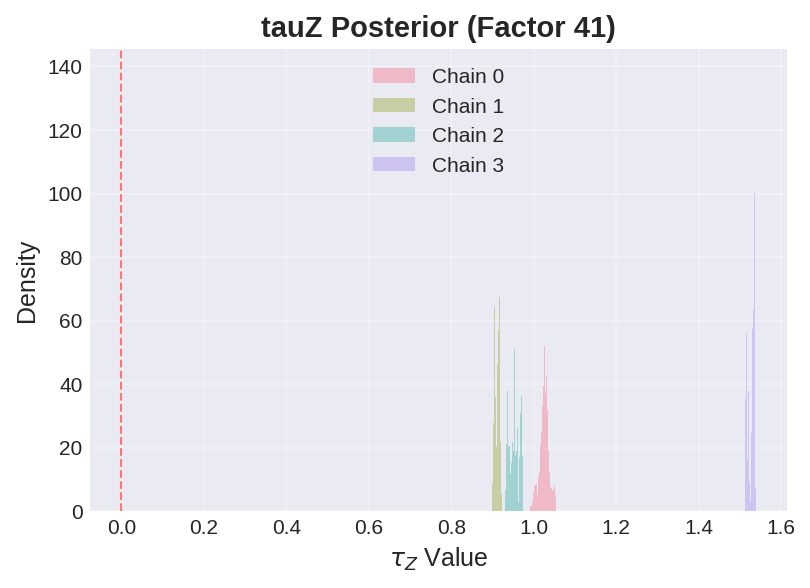 tauZ Posterior (Factor 41)
140
120
100
80
60
40
20
0
Density
Chain 0
Chain 1
Chain 2
Chain 3
0.0 0.2 0.4 0.6 0.8 1.0 1.2 1.4 1.6
τ_Z Value